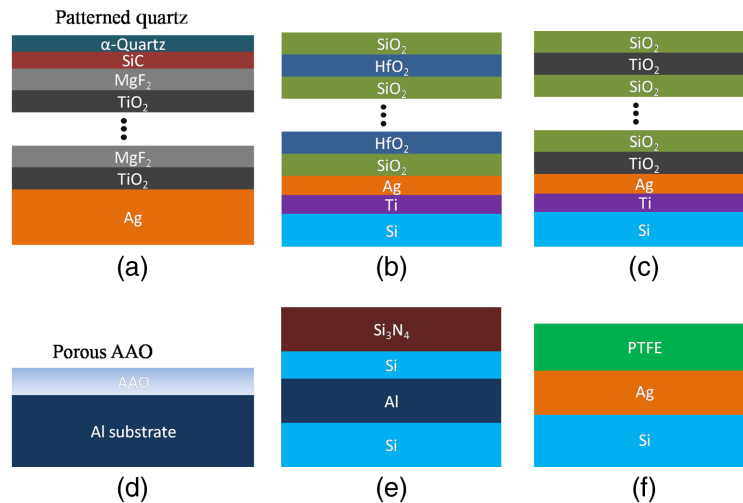 Patterned quartz
α-Quartz
SiC
MgF₂
TiO₂
MgF₂
TiO₂
Ag
(a)
SiO₂
HfO₂
SiO₂
HfO₂
SiO₂
Ag
Ti
Si
(b)
SiO₂
TiO₂
SiO₂
SiO₂
TiO₂
Ag
Ti
Si
(c)
Porous AAO
AAO
Al substrate
(d)
Si₃N₄
Si
Al
Si
(e)
PTFE
Ag
Si
(f)